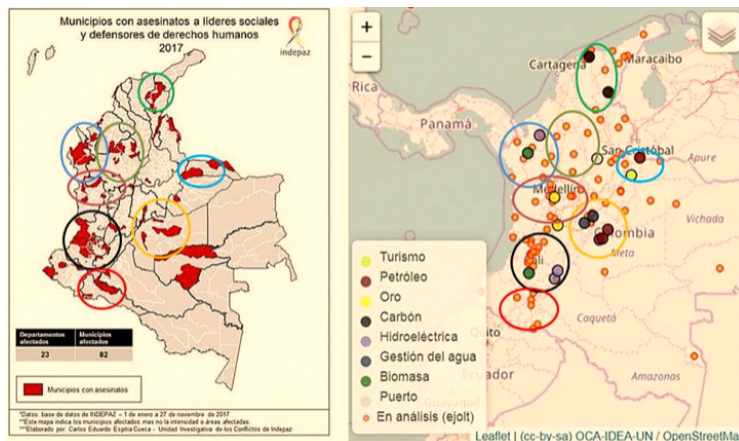 Municipios con asesinatos a líderes sociales
y defensores de derechos humanos
2017
indepaz
Departamentos
afectados
Municipios
afectados
23
82
Municipios con asesinatos
*Datos: base de datos de INDEPAZ – 1 de enero a 27 de noviembre de 2017
**Este mapa indica los municipios afectados mas no la intensidad e áreas afectadas.
***Elaborado por: Carlos Eduardo Espitia Cueca - Unidad Investigativa de los Conflictos de Indepaz
+
−
Cartagena
Maracaibo
Rica
Panamá
San Cristóbal
Apure
Medellín
Vichada
Colombia
Meta
Cali
Quito
Caquetá
Ecuador
Guayaquil
Amazonas
Turismo
Petróleo
Oro
Carbón
Hidroeléctrica
Gestión del agua
Biomasa
Puerto
En análisis (ejolt)
Leaflet | (cc-by-sa) OCA-IDEA-UN / OpenStreetMa